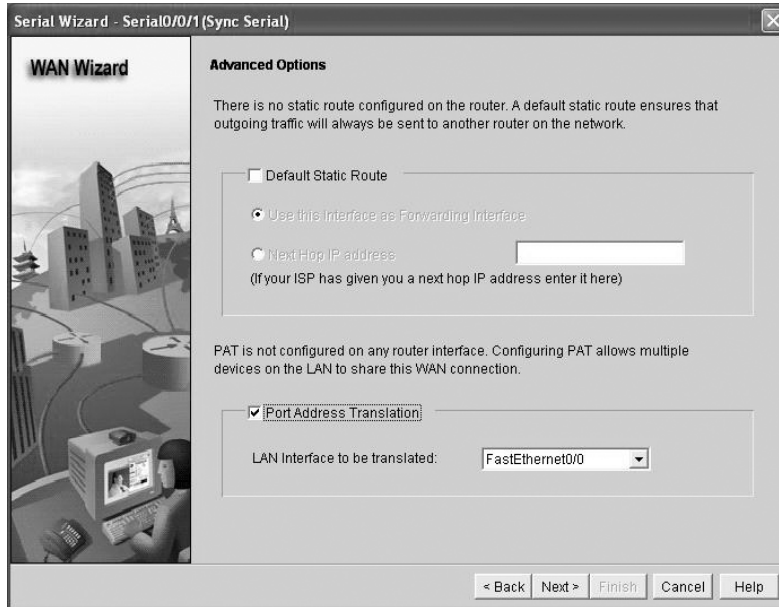 Serial Wizard - Serial0/0/1(Sync Serial)
WAN Wizard
Advanced Options
There is no static route configured on the router. A default static route ensures that
outgoing traffic will always be sent to another router on the network.
Default Static Route
Use this Interface as Forwarding Interface
Next Hop IP address
(If your ISP has given you a next hop IP address enter it here)
PAT is not configured on any router interface. Configuring PAT allows multiple
devices on the LAN to share this WAN connection.
Port Address Translation
LAN Interface to be translated: FastEthernet0/0
< Back Next > Finish Cancel Help